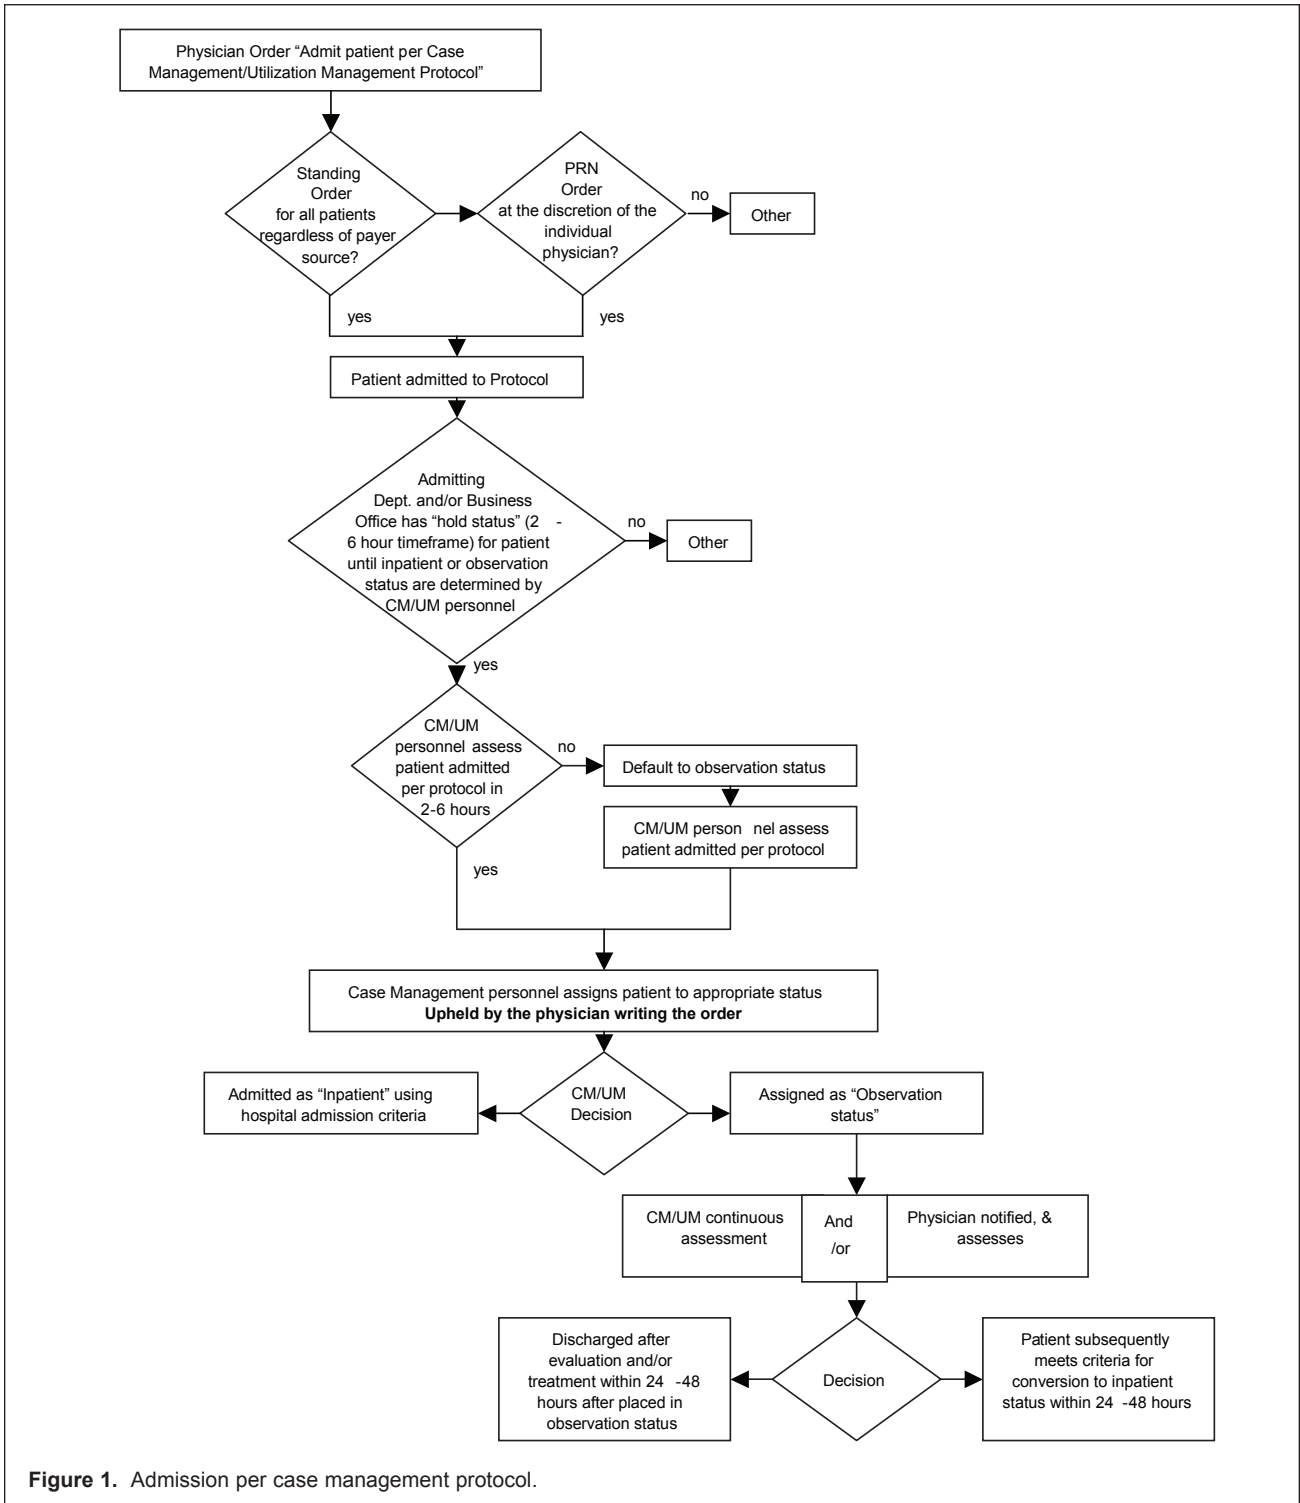 Physician Order “Admit patient per Case
Management/Utilization Management Protocol”
Standing
Order
for all patients
regardless of payer
source?
PRN
Order
at the discretion of the
individual
physician?
no
Other
yes
yes
Patient admitted to Protocol
Admitting
Dept. and/or Business
Office has “hold status” (2 -
6 hour timeframe) for patient
until inpatient or observation
status are determined by
CM/UM personnel
no
Other
yes
CM/UM
personnel assess
patient admitted
per protocol in
2-6 hours
no
Default to observation status
CM/UM person nel assess
patient admitted per protocol
yes
Case Management personnel assigns patient to appropriate status
Upheld by the physician writing the order
CM/UM
Decision
Admitted as “Inpatient” using
hospital admission criteria
Assigned as “Observation
status”
CM/UM continuous
assessment
And
/or
Physician notified, &
assesses
Discharged after
evaluation and/or
treatment within 24 -48
hours after placed in
observation status
Decision
Patient subsequently
meets criteria for
conversion to inpatient
status within 24 -48 hours
Figure 1. Admission per case management protocol.